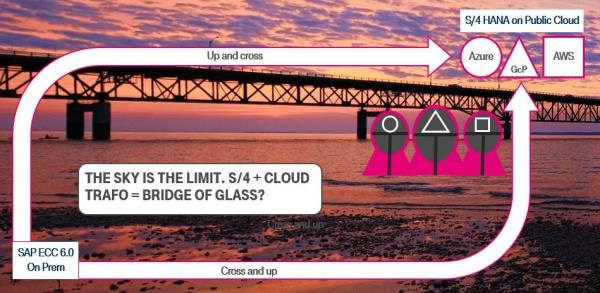 S/4 HANA on Public Cloud
Up and cross
Azure
GcP
AWS
THE SKY IS THE LIMIT. S/4 + CLOUD
TRAFO = BRIDGE OF GLASS?
SAP ECC 6.0
On Prem
Cross and up